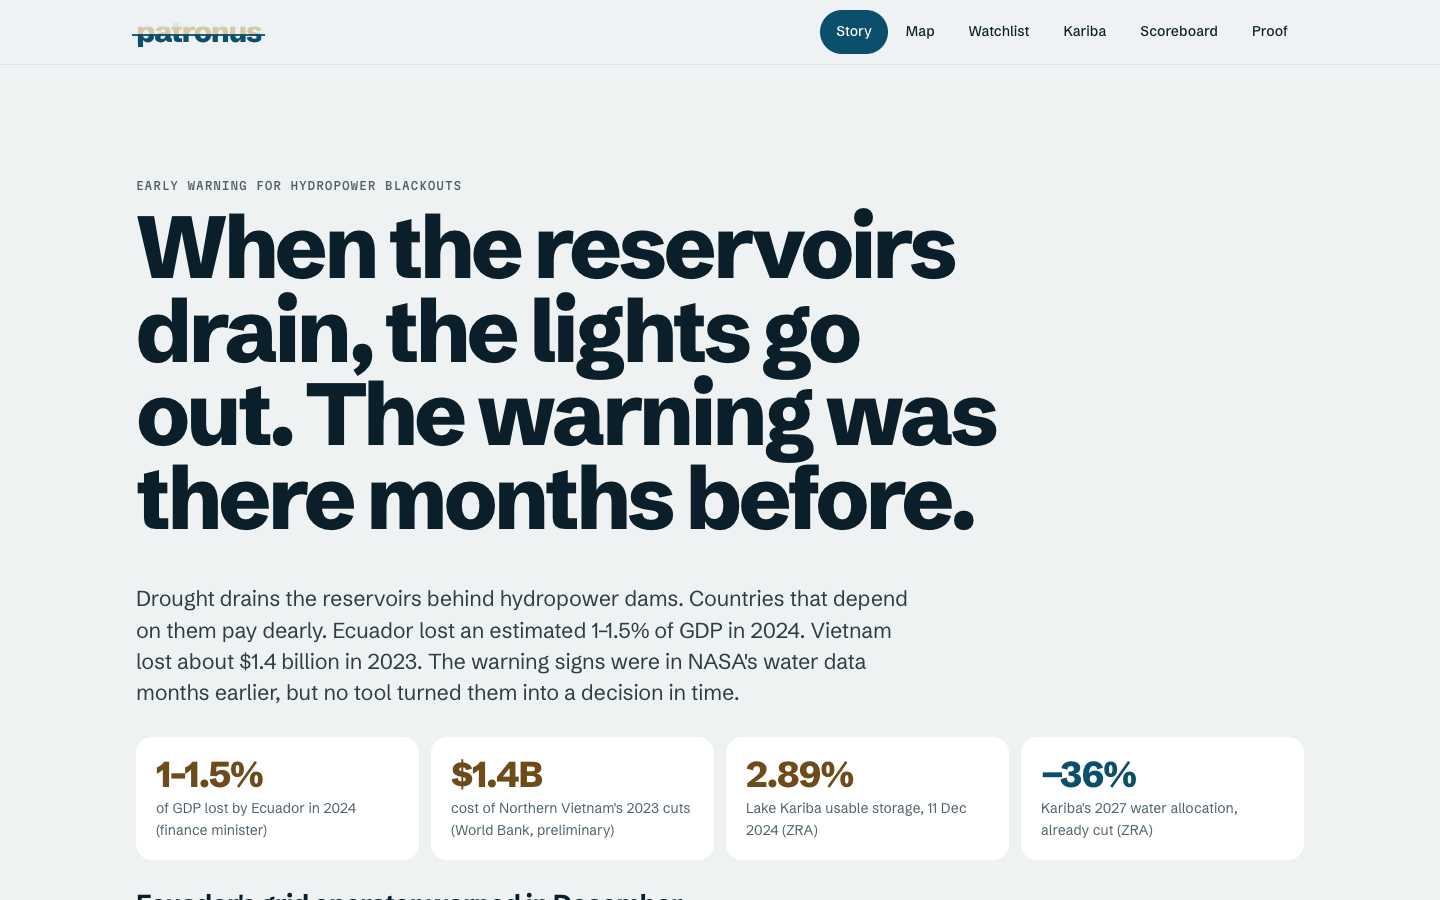 patronus
Story Map Watchlist Kariba Scoreboard Proof
EARLY WARNING FOR HYDROPOWER BLACKOUTS
When the reservoirs
drain, the lights go
out. The warning was
there months before.
Drought drains the reservoirs behind hydropower dams. Countries that depend
on them pay dearly. Ecuador lost an estimated 1–1.5% of GDP in 2024. Vietnam
lost about $1.4 billion in 2023. The warning signs were in NASA's water data
months earlier, but no tool turned them into a decision in time.
1–1.5%
of GDP lost by Ecuador in 2024
(finance minister)
$1.4B
cost of Northern Vietnam's 2023 cuts
(World Bank, preliminary)
2.89%
Lake Kariba usable storage, 11 Dec
2024 (ZRA)
−36%
Kariba's 2027 water allocation,
already cut (ZRA)
Ecuador's grid operator warned in December